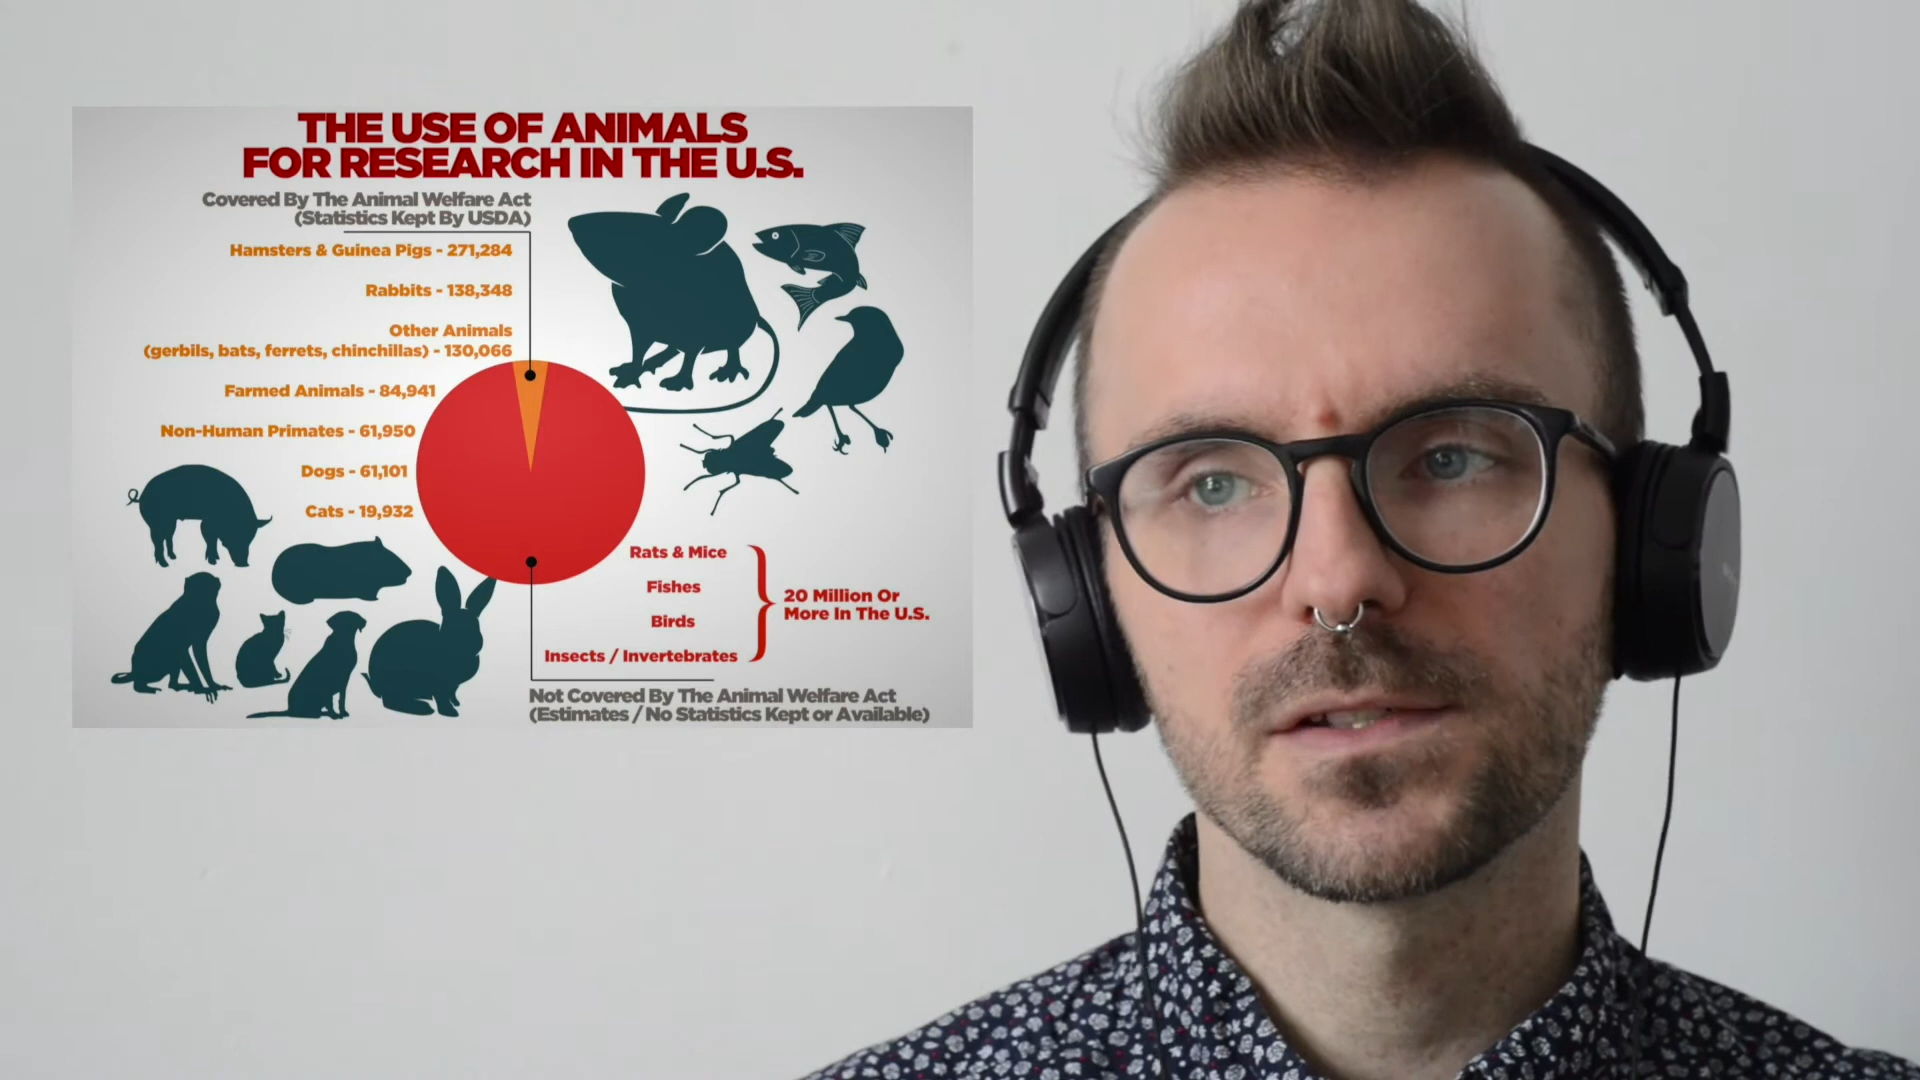 THE USE OF ANIMALS
FOR RESEARCH IN THE U.S.
Covered By The Animal Welfare Act
(Statistics Kept By USDA)
Hamsters & Guinea Pigs - 271,284
Rabbits - 138,348
Other Animals
(gerbils, bats, ferrets, chinchillas) - 130,066
Farmed Animals - 84,941
Non-Human Primates - 61,950
Dogs - 61,101
Cats - 19,932
Rats & Mice
Fishes
Birds
Insects / Invertebrates
20 Million Or
More In The U.S.
Not Covered By The Animal Welfare Act
(Estimates / No Statistics Kept or Available)